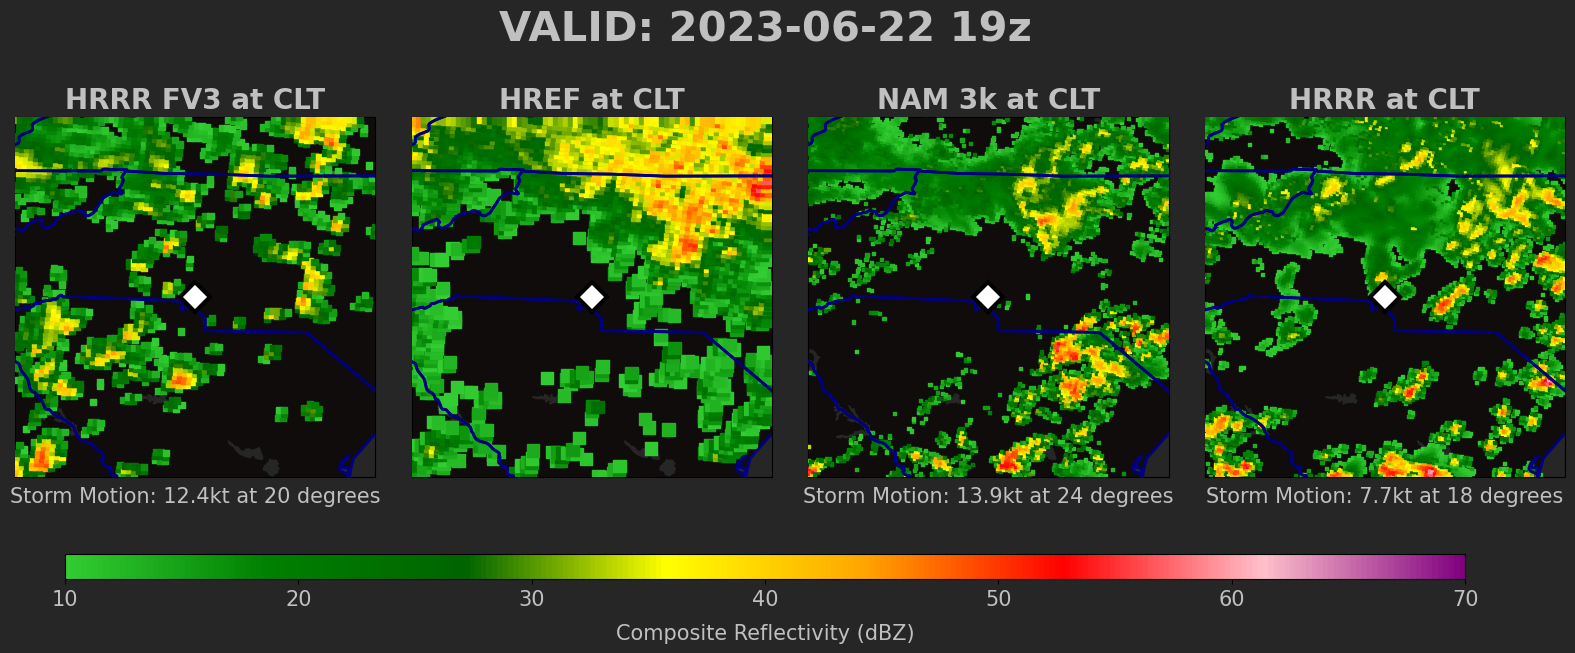 VALID: 2023-06-22 19z
HRRR FV3 at CLT
HREF at CLT
NAM 3k at CLT
HRRR at CLT
Storm Motion: 12.4kt at 20 degrees
Storm Motion: 13.9kt at 24 degrees
Storm Motion: 7.7kt at 18 degrees
10 20 30 40 50 60 70
Composite Reflectivity (dBZ)